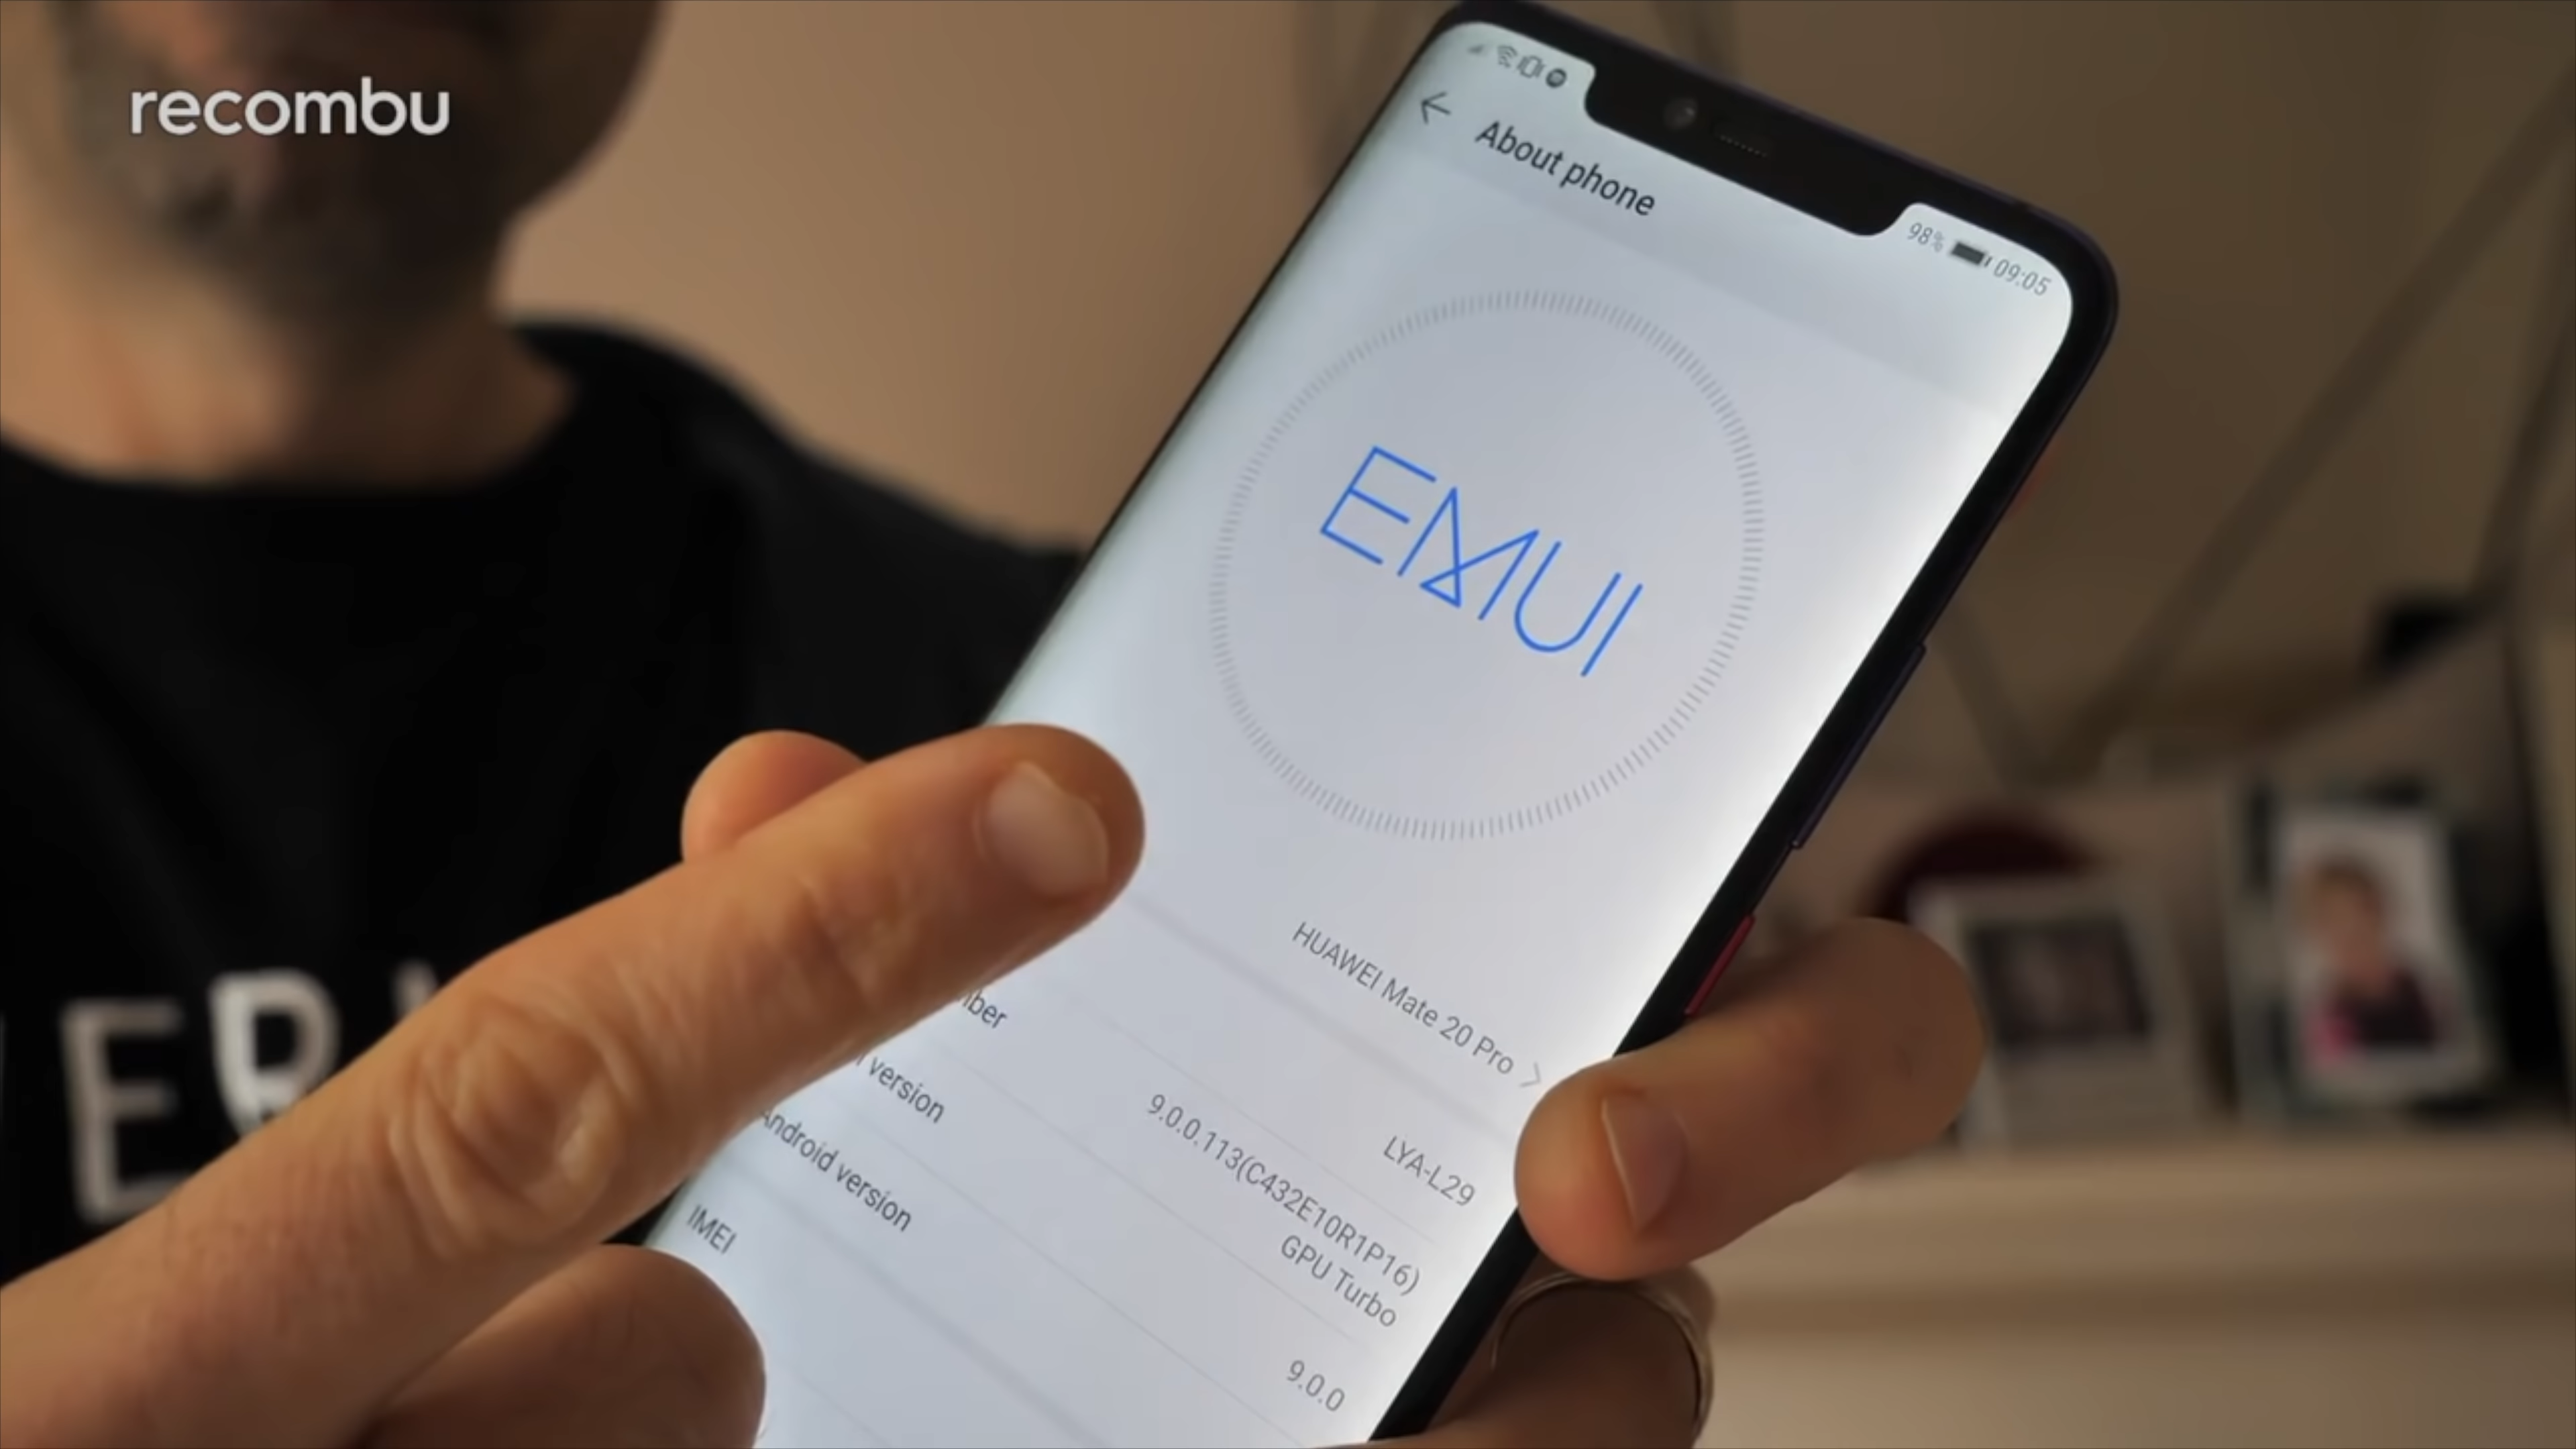 recombu
About phone
98% 09:05
EMUI
HUAWEI Mate 20 Pro
LYA-L29
version 9.0.0.113(C432E10R1P16)
GPU Turbo
Android version 9.0.0
IMEI